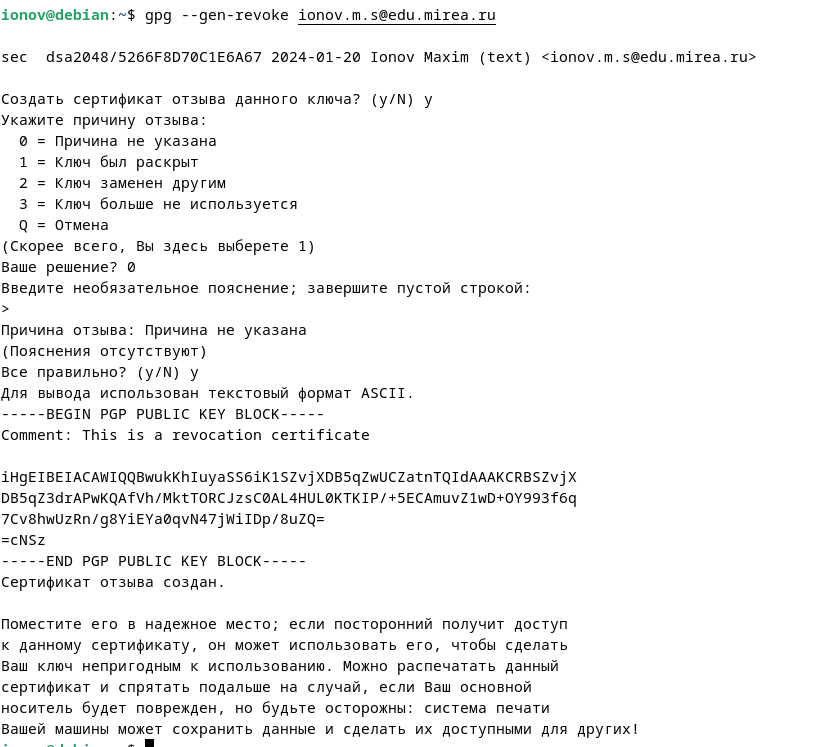 ionov@debian:~$ gpg --gen-revoke ionov.m.s@edu.mirea.ru
sec  dsa2048/5266F8D70C1E6A67 2024-01-20 Ionov Maxim (text) <ionov.m.s@edu.mirea.ru>
Создать сертификат отзыва данного ключа? (y/N) y
Укажите причину отзыва:
  0 = Причина не указана
  1 = Ключ был раскрыт
  2 = Ключ заменен другим
  3 = Ключ больше не используется
  Q = Отмена
(Скорее всего, Вы здесь выберете 1)
Ваше решение? 0
Введите необязательное пояснение; завершите пустой строкой:
>
Причина отзыва: Причина не указана
(Пояснения отсутствуют)
Все правильно? (y/N) y
Для вывода использован текстовый формат ASCII.
-----BEGIN PGP PUBLIC KEY BLOCK-----
Comment: This is a revocation certificate
iHgEIBEIACAWIQQBwukKhIuyaSS6iK1SZvjXDB5qZwUCZatnTQIdAAAKCRBSZvjX
DB5qZ3drAPwKQAfVh/MktTORCJzsC0AL4HUL0KTKIP/+5ECAmuvZ1wD+OY993f6q
7Cv8hwUzRn/g8YiEYa0qvN47jWiIDp/8uZQ=
=cNSz
-----END PGP PUBLIC KEY BLOCK-----
Сертификат отзыва создан.
Поместите его в надежное место; если посторонний получит доступ
к данному сертификату, он может использовать его, чтобы сделать
Ваш ключ непригодным к использованию. Можно распечатать данный
сертификат и спрятать подальше на случай, если Ваш основной
носитель будет поврежден, но будьте осторожны: система печати
Вашей машины может сохранить данные и сделать их доступными для других!